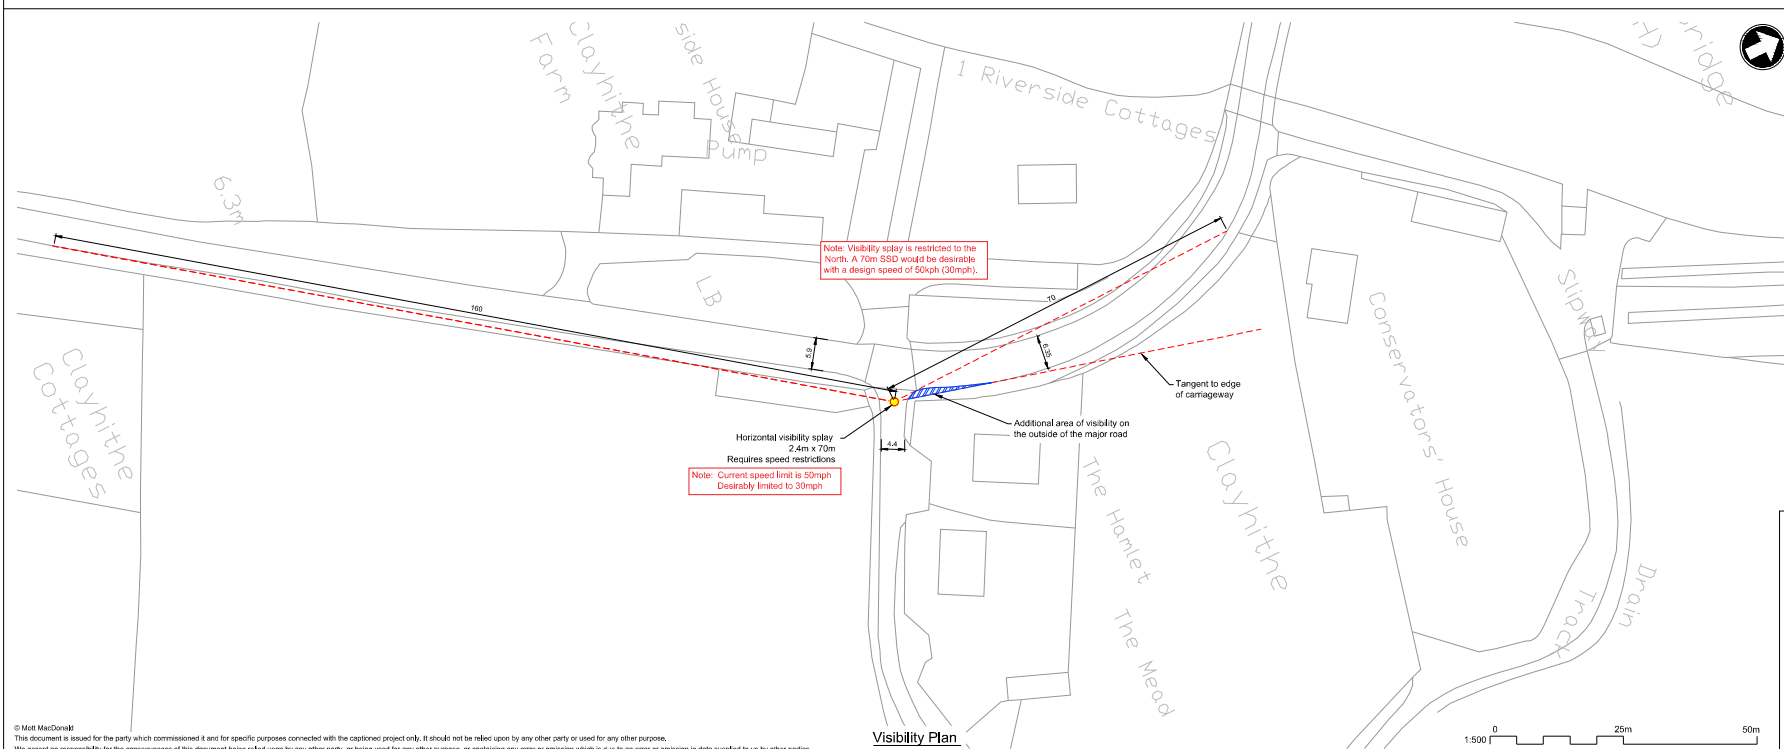 Clayhithe
Farm
side House
Pump
1 Riverside Cottages
6.3m
LB
Note: Visibility splay is restricted to the
North. A 70m SSD would be desirable
with a design speed of 50kph (30mph).
160
70
5.9
6.35
4.4
Tangent to edge
of carriageway
Additional area of visibility on
the outside of the major road
Horizontal visibility splay
2.4m x 70m
Requires speed restrictions
Note: Current speed limit is 50mph
Desirably limited to 30mph
Clayhithe
Cottages
The Hamlet
The Mead
Clayhithe
Conservators' House
Slipway
Track
Drain
© Mott MacDonald
This document is issued for the party which commissioned it and for specific purposes connected with the captioned project only. It should not be relied upon by any other party or used for any other purpose.
Visibility Plan
1:500
0
25m
50m